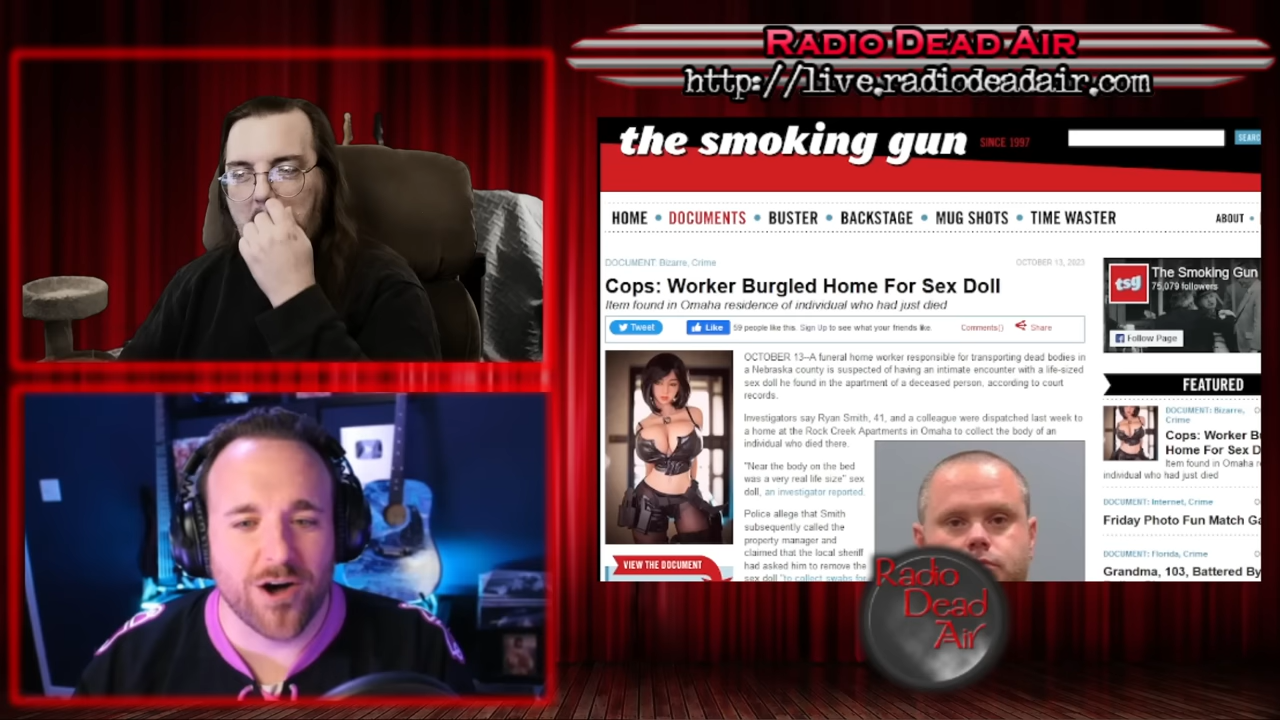 RADIO DEAD AIR
http://live.radiodeadair.com
the smoking gun SINCE 1997
HOME • DOCUMENTS • BUSTER • BACKSTAGE • MUG SHOTS • TIME WASTER ABOUT •
DOCUMENT: Bizarre, Crime OCTOBER 13, 2023
Cops: Worker Burgled Home For Sex Doll
Item found in Omaha residence of individual who had just died
Tweet Like 59 people like this. Sign Up to see what your friends like Comments() Share
OCTOBER 13--A funeral home worker responsible for transporting dead bodies in
a Nebraska county is suspected of having an intimate encounter with a life-sized
sex doll he found in the apartment of a deceased person, according to court
records.
Investigators say Ryan Smith, 41, and a colleague were dispatched last week to
a home at the Rock Creek Apartments in Omaha to collect the body of an
individual who died there.
"Near the body on the bed
was a very real life size" sex
doll, an investigator reported.
Police allege that Smith
subsequently called the
property manager and
claimed that the local sheriff
had asked him to remove the
sex doll "to collect swabs for
VIEW THE DOCUMENT
tsg
The Smoking Gun
75,079 followers
Follow Page
FEATURED
DOCUMENT: Bizarre,
Crime
Cops: Worker B
Home For Sex D
Item found in Omaha re
individual who had just died
DOCUMENT: Internet, Crime
Friday Photo Fun Match Ga
DOCUMENT: Florida, Crime
Grandma, 103, Battered By
Radio
Dead
Air